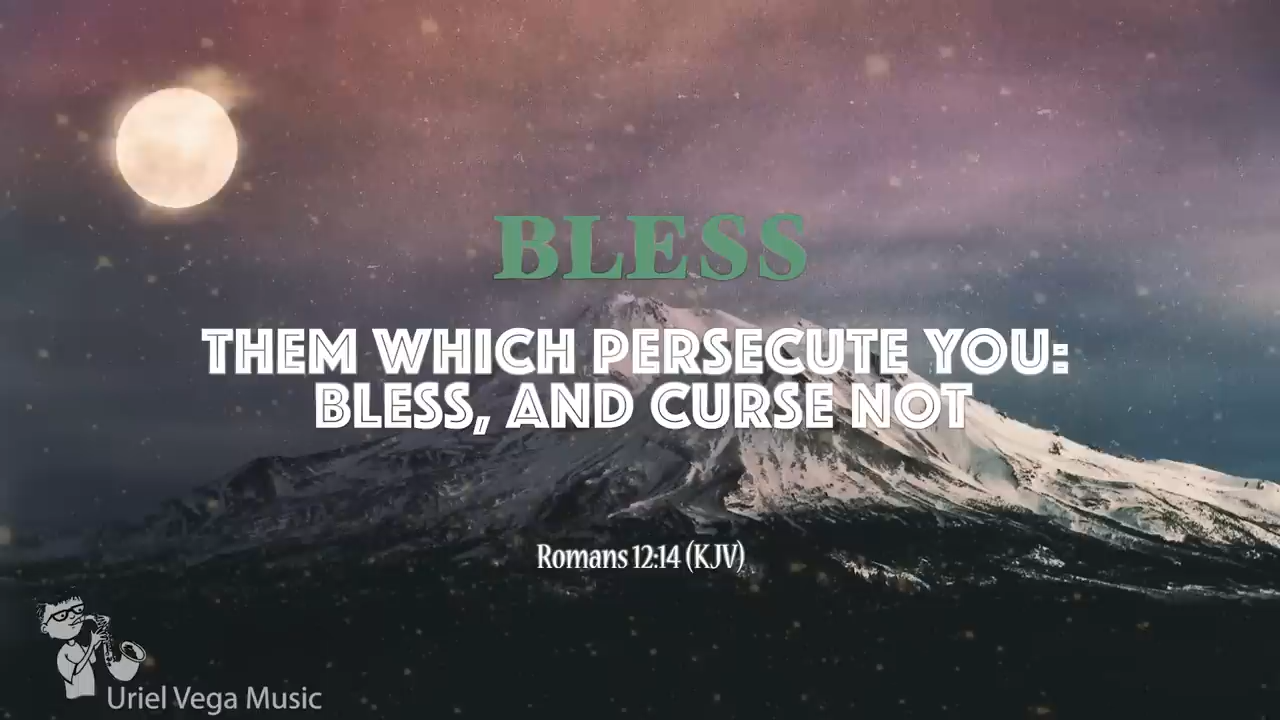 BLESS
THEM WHICH PERSECUTE YOU:
BLESS, AND CURSE NOT
Romans 12:14 (KJV)
Uriel Vega Music